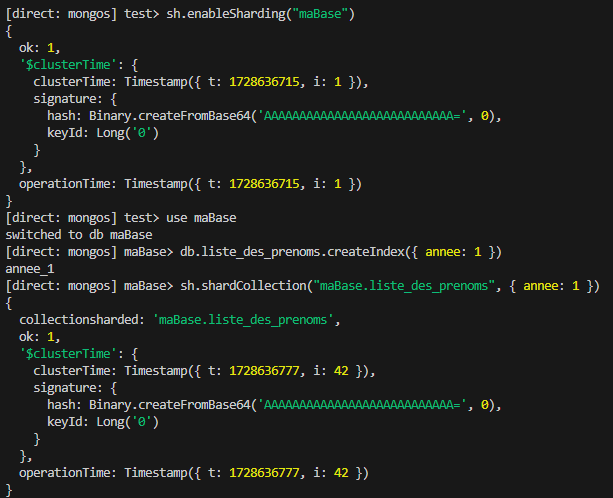 [direct: mongos] test> sh.enableSharding("maBase")
{
  ok: 1,
  '$clusterTime': {
    clusterTime: Timestamp({ t: 1728636715, i: 1 }),
    signature: {
      hash: Binary.createFromBase64('AAAAAAAAAAAAAAAAAAAAAAAAAAA=', 0),
      keyId: Long('0')
    }
  },
  operationTime: Timestamp({ t: 1728636715, i: 1 })
}
[direct: mongos] test> use maBase
switched to db maBase
[direct: mongos] maBase> db.liste_des_prenoms.createIndex({ annee: 1 })
annee_1
[direct: mongos] maBase> sh.shardCollection("maBase.liste_des_prenoms", { annee: 1 })
{
  collectionsharded: 'maBase.liste_des_prenoms',
  ok: 1,
  '$clusterTime': {
    clusterTime: Timestamp({ t: 1728636777, i: 42 }),
    signature: {
      hash: Binary.createFromBase64('AAAAAAAAAAAAAAAAAAAAAAAAAAA=', 0),
      keyId: Long('0')
    }
  },
  operationTime: Timestamp({ t: 1728636777, i: 42 })
}